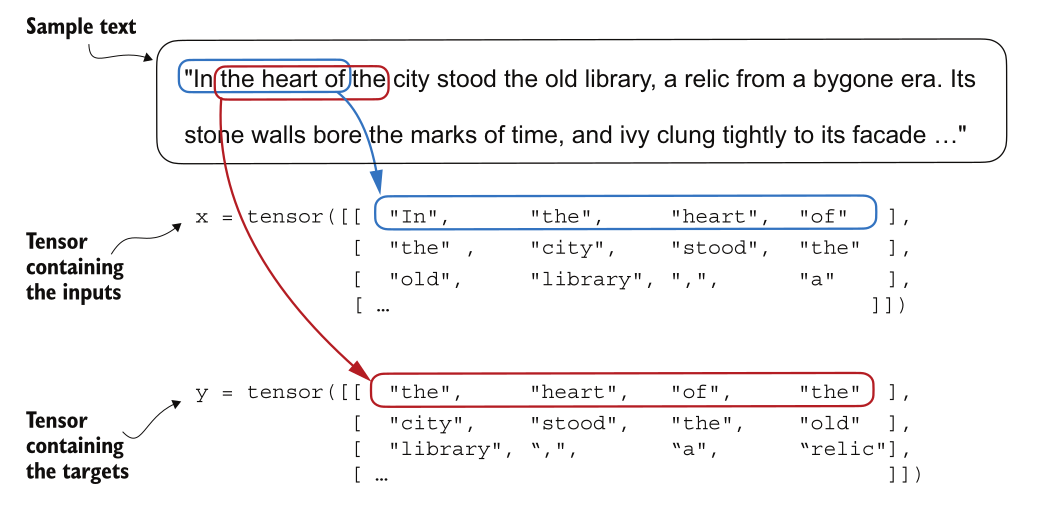 Sample text
"In the heart of the city stood the old library, a relic from a bygone era. Its
stone walls bore the marks of time, and ivy clung tightly to its facade …"
x = tensor([[ "In", "the", "heart", "of" ],
[ "the" , "city", "stood", "the" ],
[ "old", "library", ",", "a" ],
[ … ]])
Tensor
containing
the inputs
y = tensor([[ "the", "heart", "of", "the" ],
[ "city", "stood", "the", "old" ],
[ "library", “,", “a", “relic"],
[ … ]])
Tensor
containing
the targets